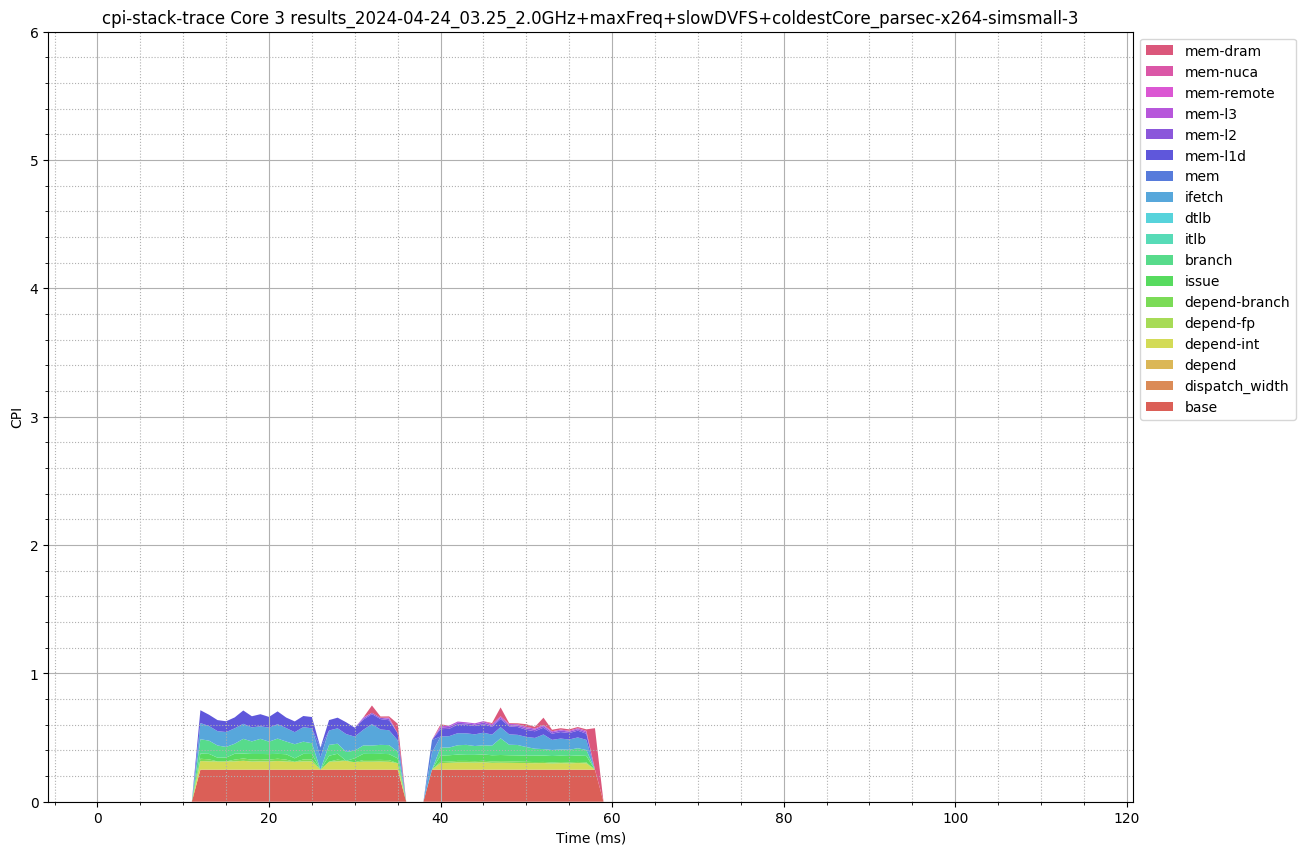 cpi-stack-trace Core 3 results_2024-04-24_03.25_2.0GHz+maxFreq+slowDVFS+coldestCore_parsec-x264-simsmall-3
6
5
4
3
2
1
0
CPI
0 20 40 60 80 100 120
Time (ms)
mem-dram
mem-nuca
mem-remote
mem-l3
mem-l2
mem-l1d
mem
ifetch
dtlb
itlb
branch
issue
depend-branch
depend-fp
depend-int
depend
dispatch_width
base